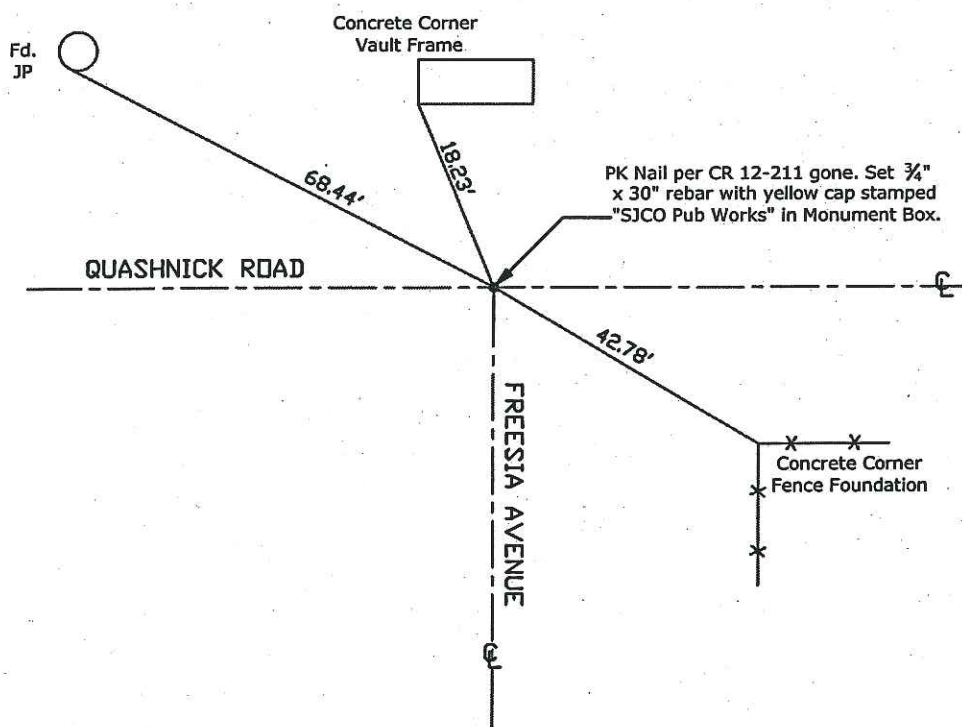 Concrete Corner
Vault Frame
Fd.
JP
18.23'
68.44'
PK Nail per CR 12-211 gone. Set ¾"
x 30" rebar with yellow cap stamped
"SJCO Pub Works" in Monument Box.
QUASHNICK ROAD
℄
42.78'
FREESIA AVENUE
Concrete Corner
Fence Foundation
℄